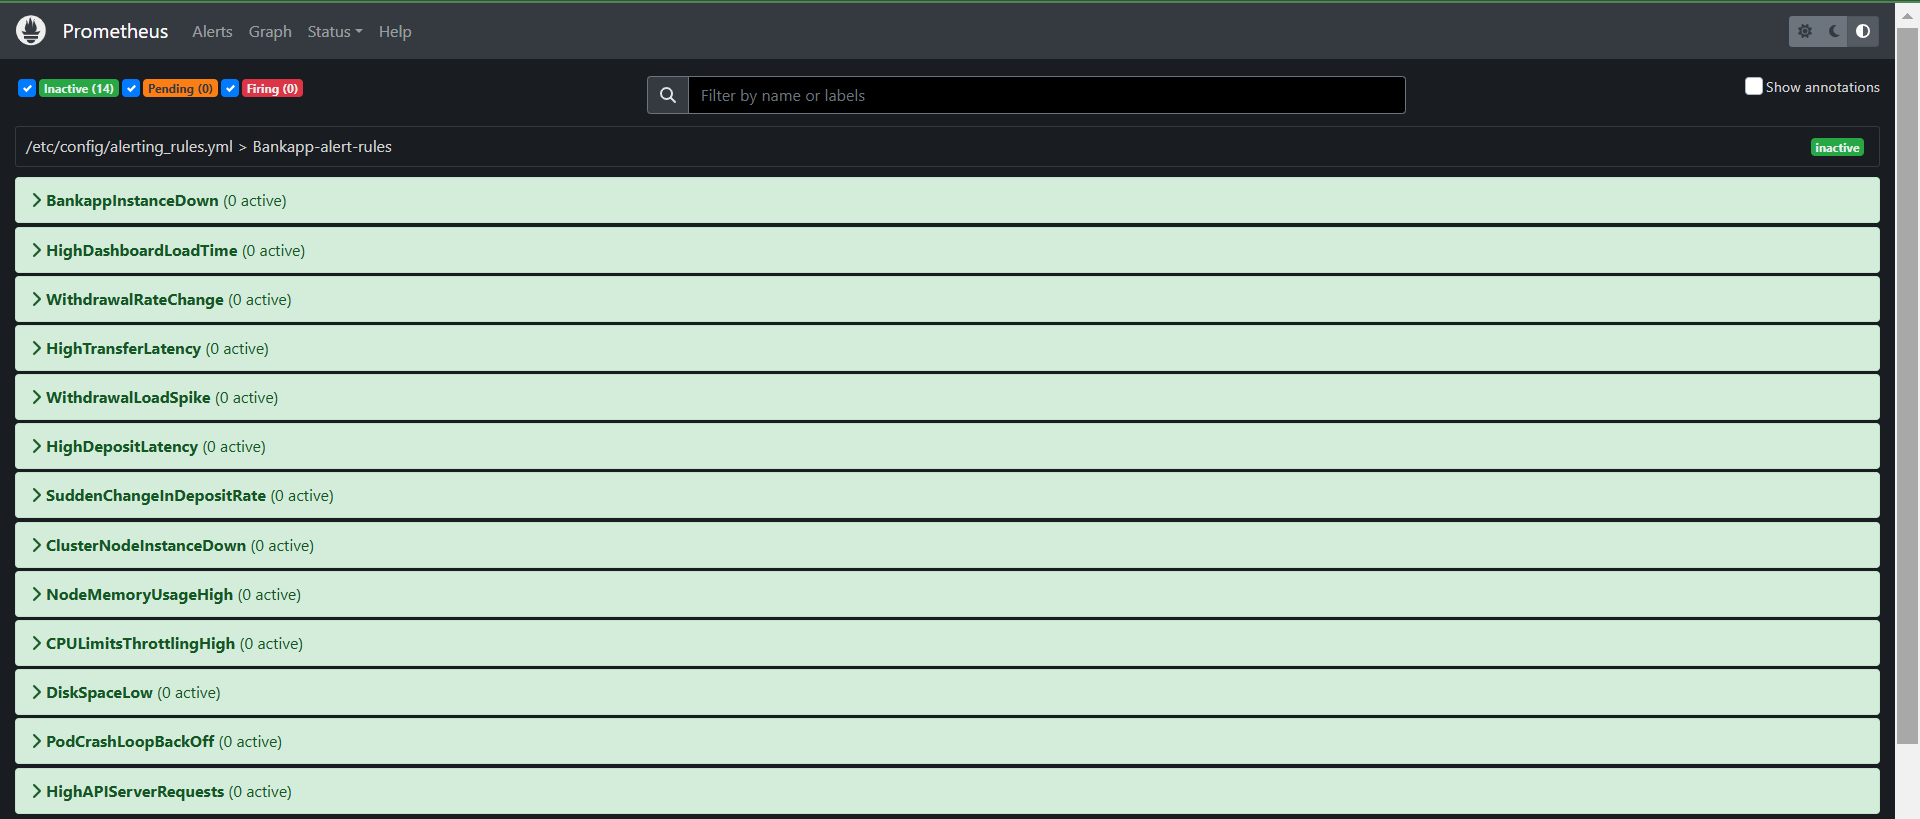 Prometheus Alerts Graph Status Help
Inactive (14) Pending (0) Firing (0) Filter by name or labels Show annotations
/etc/config/alerting_rules.yml > Bankapp-alert-rules inactive
BankappInstanceDown (0 active)
HighDashboardLoadTime (0 active)
WithdrawalRateChange (0 active)
HighTransferLatency (0 active)
WithdrawalLoadSpike (0 active)
HighDepositLatency (0 active)
SuddenChangeInDepositRate (0 active)
ClusterNodeInstanceDown (0 active)
NodeMemoryUsageHigh (0 active)
CPULimitsThrottlingHigh (0 active)
DiskSpaceLow (0 active)
PodCrashLoopBackOff (0 active)
HighAPIServerRequests (0 active)